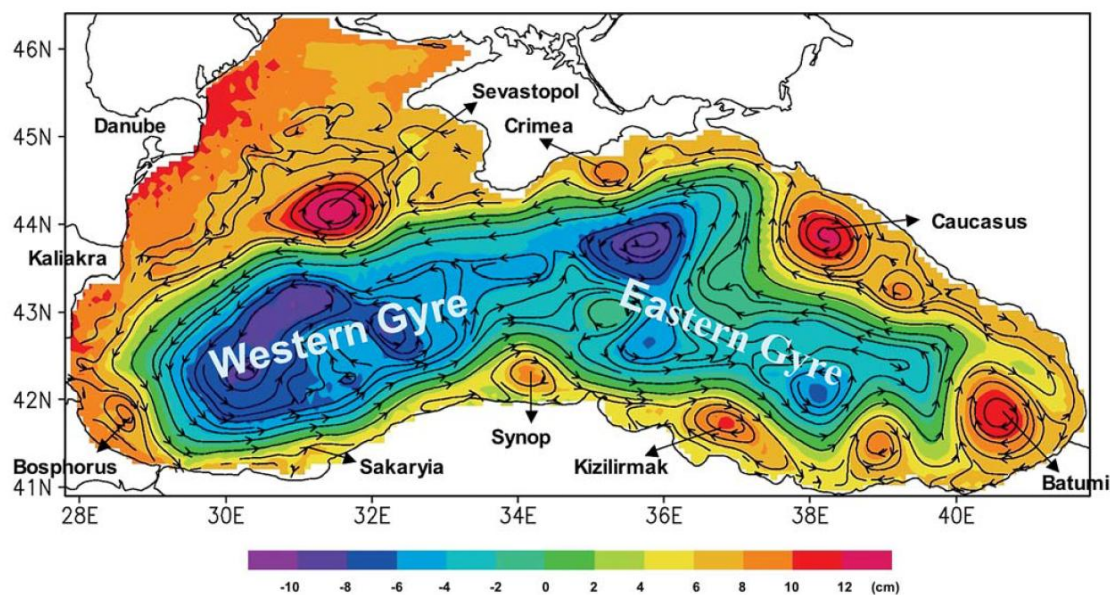 46N
Sevastopol
45N
Danube
Crimea
44N
Caucasus
Kaliakra
43N
Western Gyre
Eastern Gyre
42N
Synop
Bosphorus
Sakaryia
Kizilirmak
Batumi
41N
28E 30E 32E 34E 36E 38E 40E
-10 -8 -6 -4 -2 0 2 4 6 8 10 12 (cm)